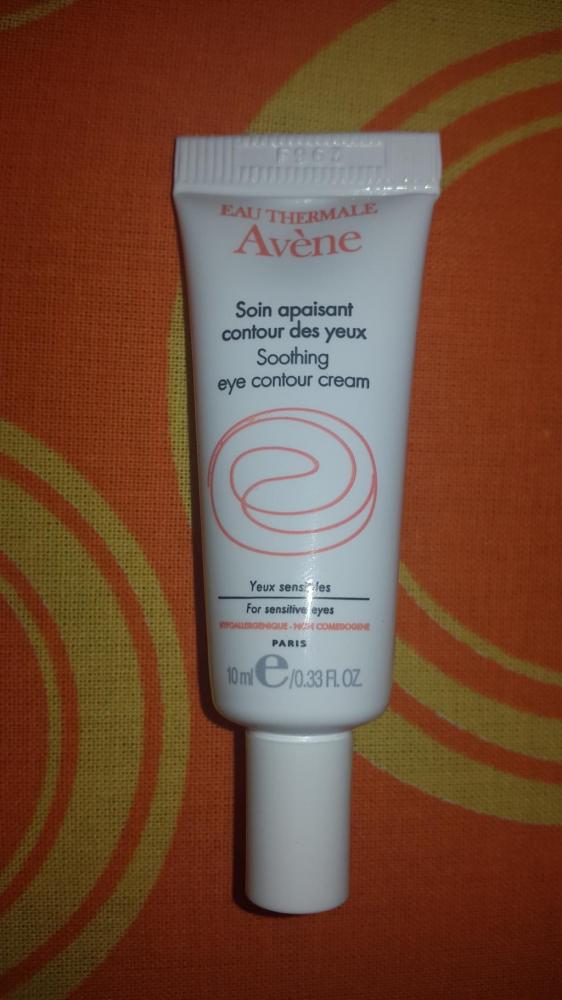 EAU THERMALE
Avène
Soin apaisant
contour des yeux
Soothing
eye contour cream
Yeux sensibles
For sensitive eyes
HYPOALLERGENIQUE - NON COMEDOGENE
PARIS
10 ml e/0.33 FL.OZ.